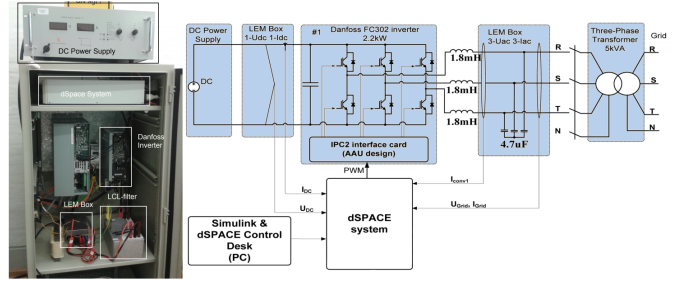 DC Power Supply
dSpace System
Danfoss
Inverter
LCL-filter
LEM Box
DC Power
Supply
DC
LEM Box
1-Udc 1-Idc
#1
Danfoss FC302 inverter
2.2kW
IPC2 interface card
(AAU design)
PWM
1.8mH
1.8mH
1.8mH
LEM Box
3-Uac 3-Iac
4.7uF
R
S
T
N
Three-Phase
Transformer
5kVA
Grid
R
S
T
N
IDC
UDC
Iconv1
UGrid, IGrid
dSPACE
system
Simulink &
dSPACE Control
Desk
(PC)